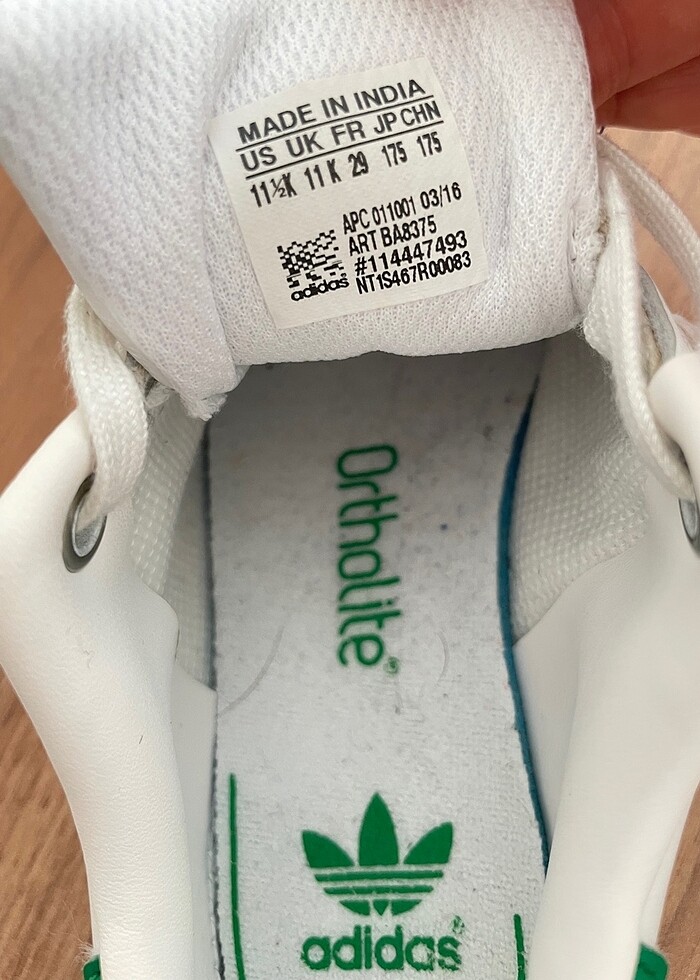 MADE IN INDIA
US UK FR JP CHN
11½K 11 K 29 175 175
APC 011001 03/16
ART BA8375
#114447493
NT1S467R00083
adidas
Ortholite®
adidas